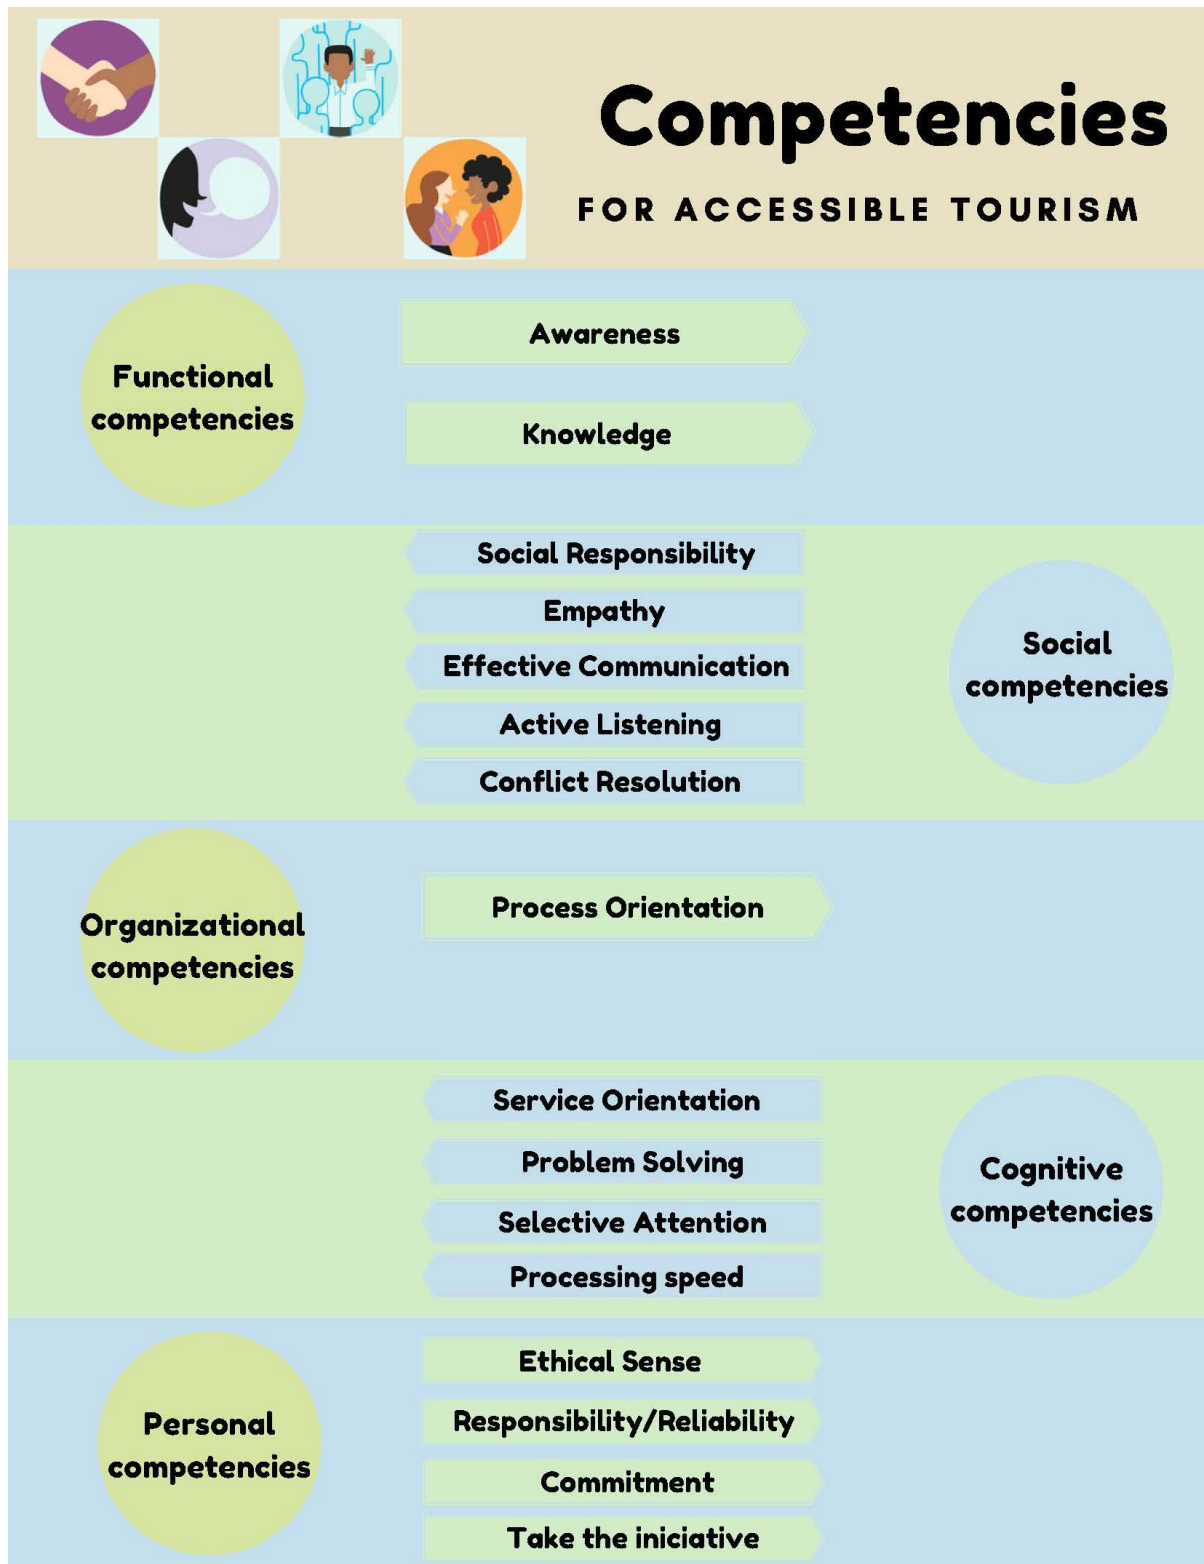 Competencies
FOR ACCESSIBLE TOURISM
Functional
competencies
Awareness
Knowledge
Social Responsibility
Empathy
Effective Communication
Active Listening
Conflict Resolution
Social
competencies
Organizational
competencies
Process Orientation
Service Orientation
Problem Solving
Selective Attention
Processing speed
Cognitive
competencies
Personal
competencies
Ethical Sense
Responsibility/Reliability
Commitment
Take the iniciative